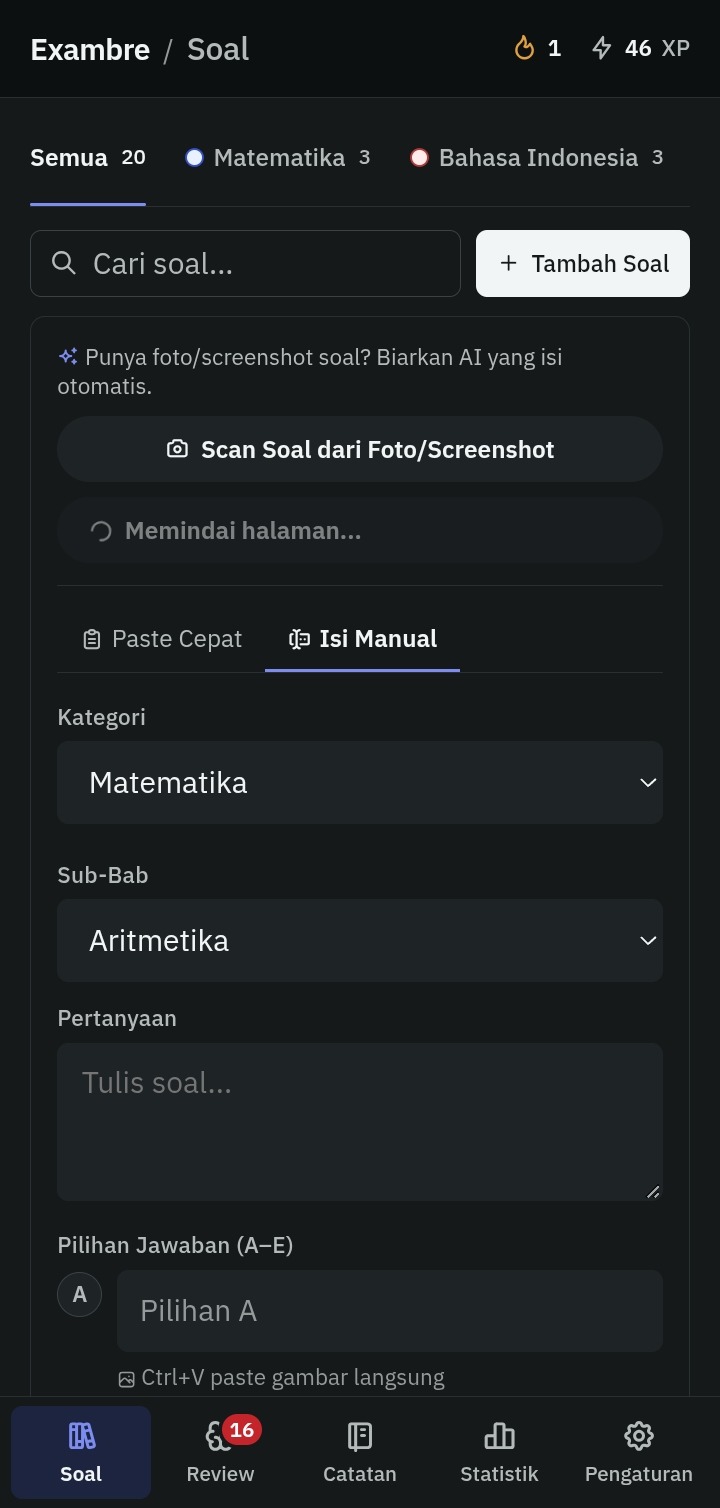 Exambre / Soal 1 46 XP
Semua 20 Matematika 3 Bahasa Indonesia 3
Cari soal... + Tambah Soal
Punya foto/screenshot soal? Biarkan AI yang isi
otomatis.
Scan Soal dari Foto/Screenshot
Memindai halaman...
Paste Cepat Isi Manual
Kategori
Matematika
Sub-Bab
Aritmetika
Pertanyaan
Tulis soal...
Pilihan Jawaban (A–E)
A Pilihan A
Ctrl+V paste gambar langsung
16
Soal Review Catatan Statistik Pengaturan